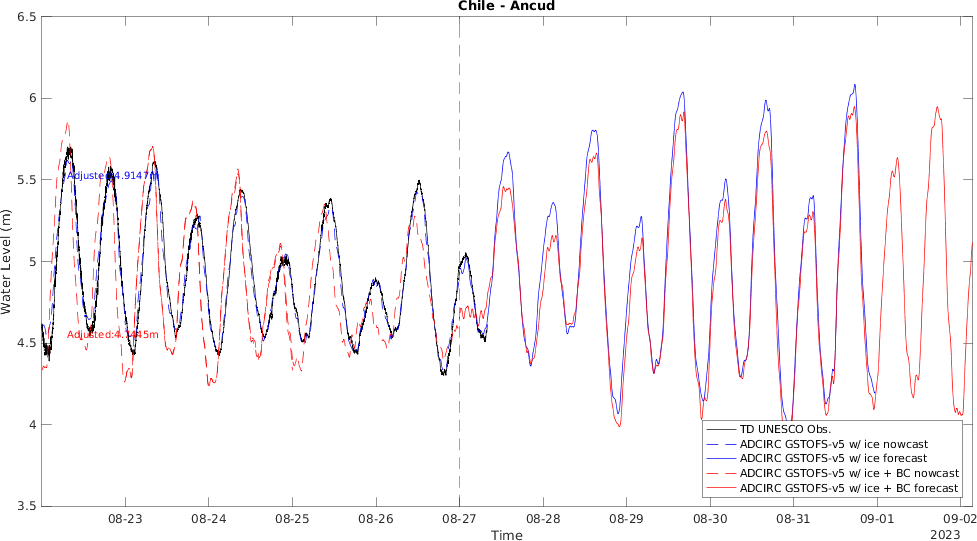 Chile - Ancud
6.5
6
5.5
5
4.5
4
3.5
Water Level (m)
Adjusted:4.9147m
TD UNESCO Obs.
ADCIRC GSTOFS-v5 w/ ice nowcast
ADCIRC GSTOFS-v5 w/ ice forecast
ADCIRC GSTOFS-v5 w/ ice + BC nowcast
ADCIRC GSTOFS-v5 w/ ice + BC forecast
08-23
08-24
08-25
08-26
08-27
08-28
08-29
08-30
08-31
09-01
09-02
Time
2023